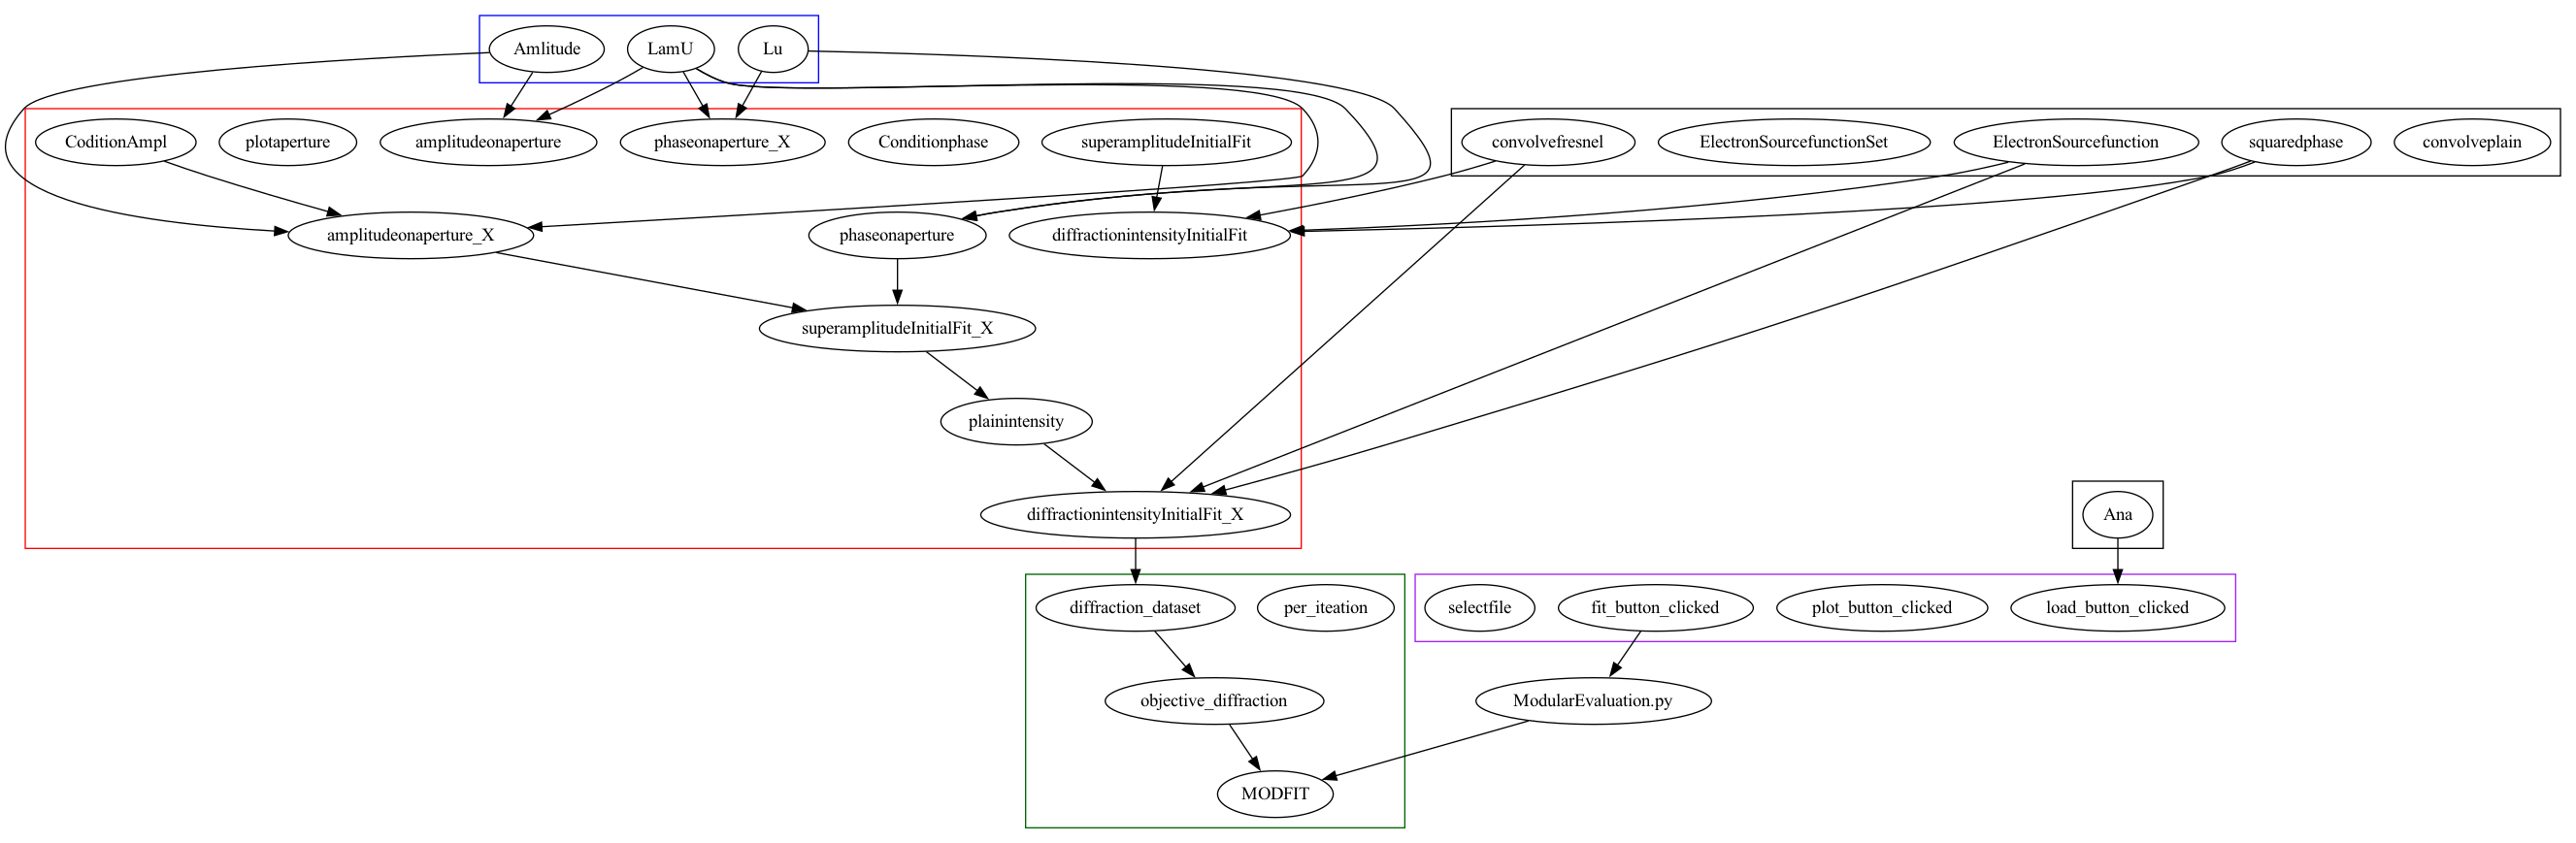 Amlitude
LamU
Lu
CoditionAmpl
plotaperture
amplitudeonaperture
phaseonaperture_X
Conditionphase
superamplitudeInitialFit
convolvefresnel
ElectronSourcefunctionSet
ElectronSourcefunction
squaredphase
convolveplain
amplitudeonaperture_X
phaseonaperture
diffractionintensityInitialFit
superamplitudeInitialFit_X
plainintensity
diffractionintensityInitialFit_X
Ana
diffraction_dataset
per_iteation
selectfile
fit_button_clicked
plot_button_clicked
load_button_clicked
objective_diffraction
ModularEvaluation.py
MODFIT